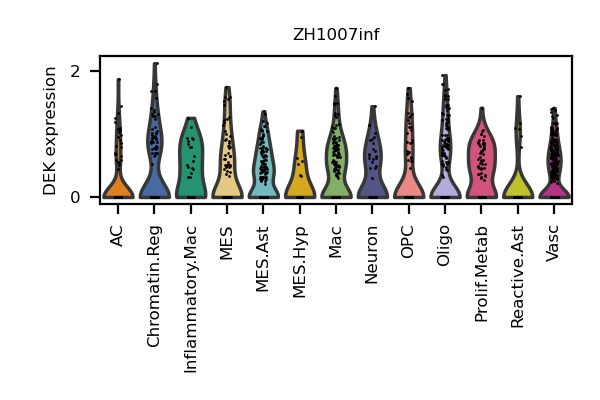 ZH1007inf
DEK expression
2
0
AC
Chromatin.Reg
Inflammatory.Mac
MES
MES.Ast
MES.Hyp
Mac
Neuron
OPC
Oligo
Prolif.Metab
Reactive.Ast
Vasc